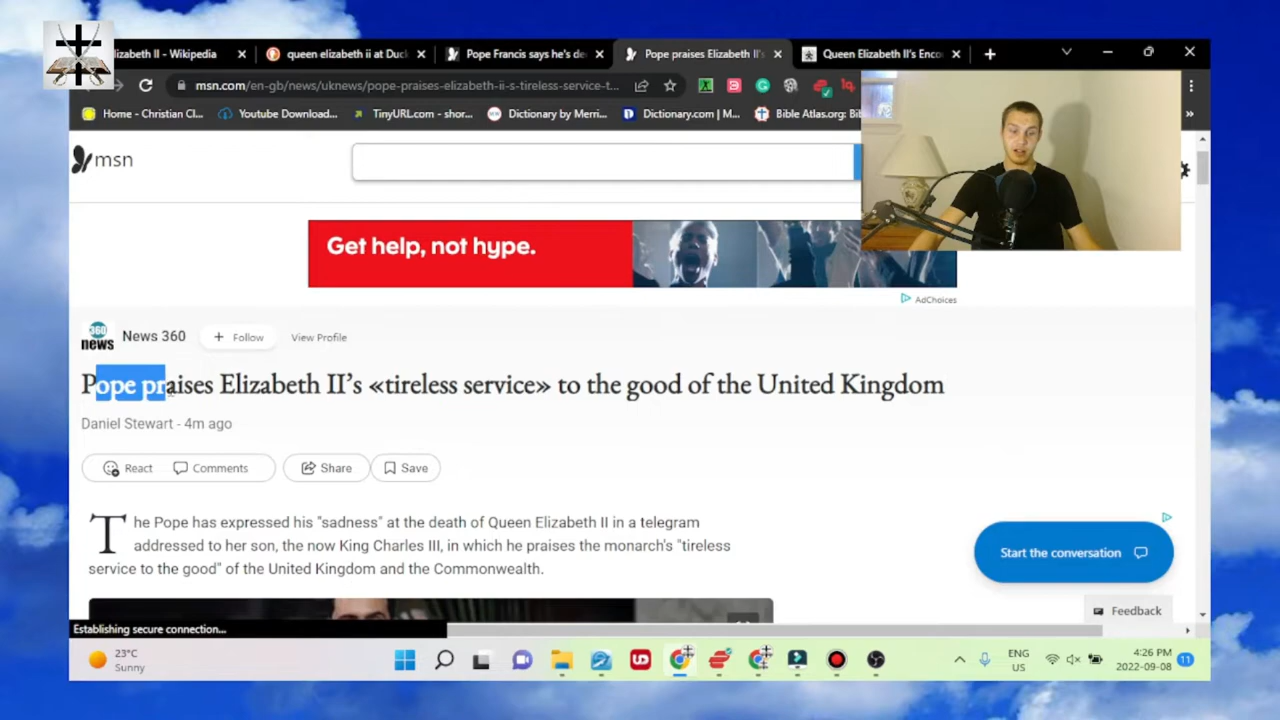 lizabeth II - Wikipedia
queen elizabeth ii at Duck
Pope Francis says he's de
Pope praises Elizabeth II's
Queen Elizabeth II's Enco
msn.com/en-gb/news/uknews/pope-praises-elizabeth-ii-s-tireless-service-t...
Home - Christian Cl...
Youtube Download...
TinyURL.com - shor...
Dictionary by Merri...
Dictionary.com | M...
Bible Atlas.org: Bib
»
msn
Get help, not hype.
AdChoices
360
news
News 360
+ Follow
View Profile
Pope praises Elizabeth II’s «tireless service» to the good of the United Kingdom
Daniel Stewart - 4m ago
React
Comments
Share
Save
The Pope has expressed his "sadness" at the death of Queen Elizabeth II in a telegram
addressed to her son, the now King Charles III, in which he praises the monarch's "tireless
service to the good" of the United Kingdom and the Commonwealth.
Start the conversation
Feedback
Establishing secure connection...
23°C
Sunny
UD
ENG
US
4:26 PM
2022-09-08
11